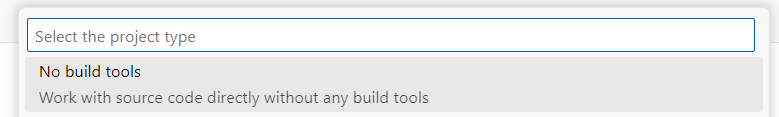 Select the project type
No build tools
Work with source code directly without any build tools